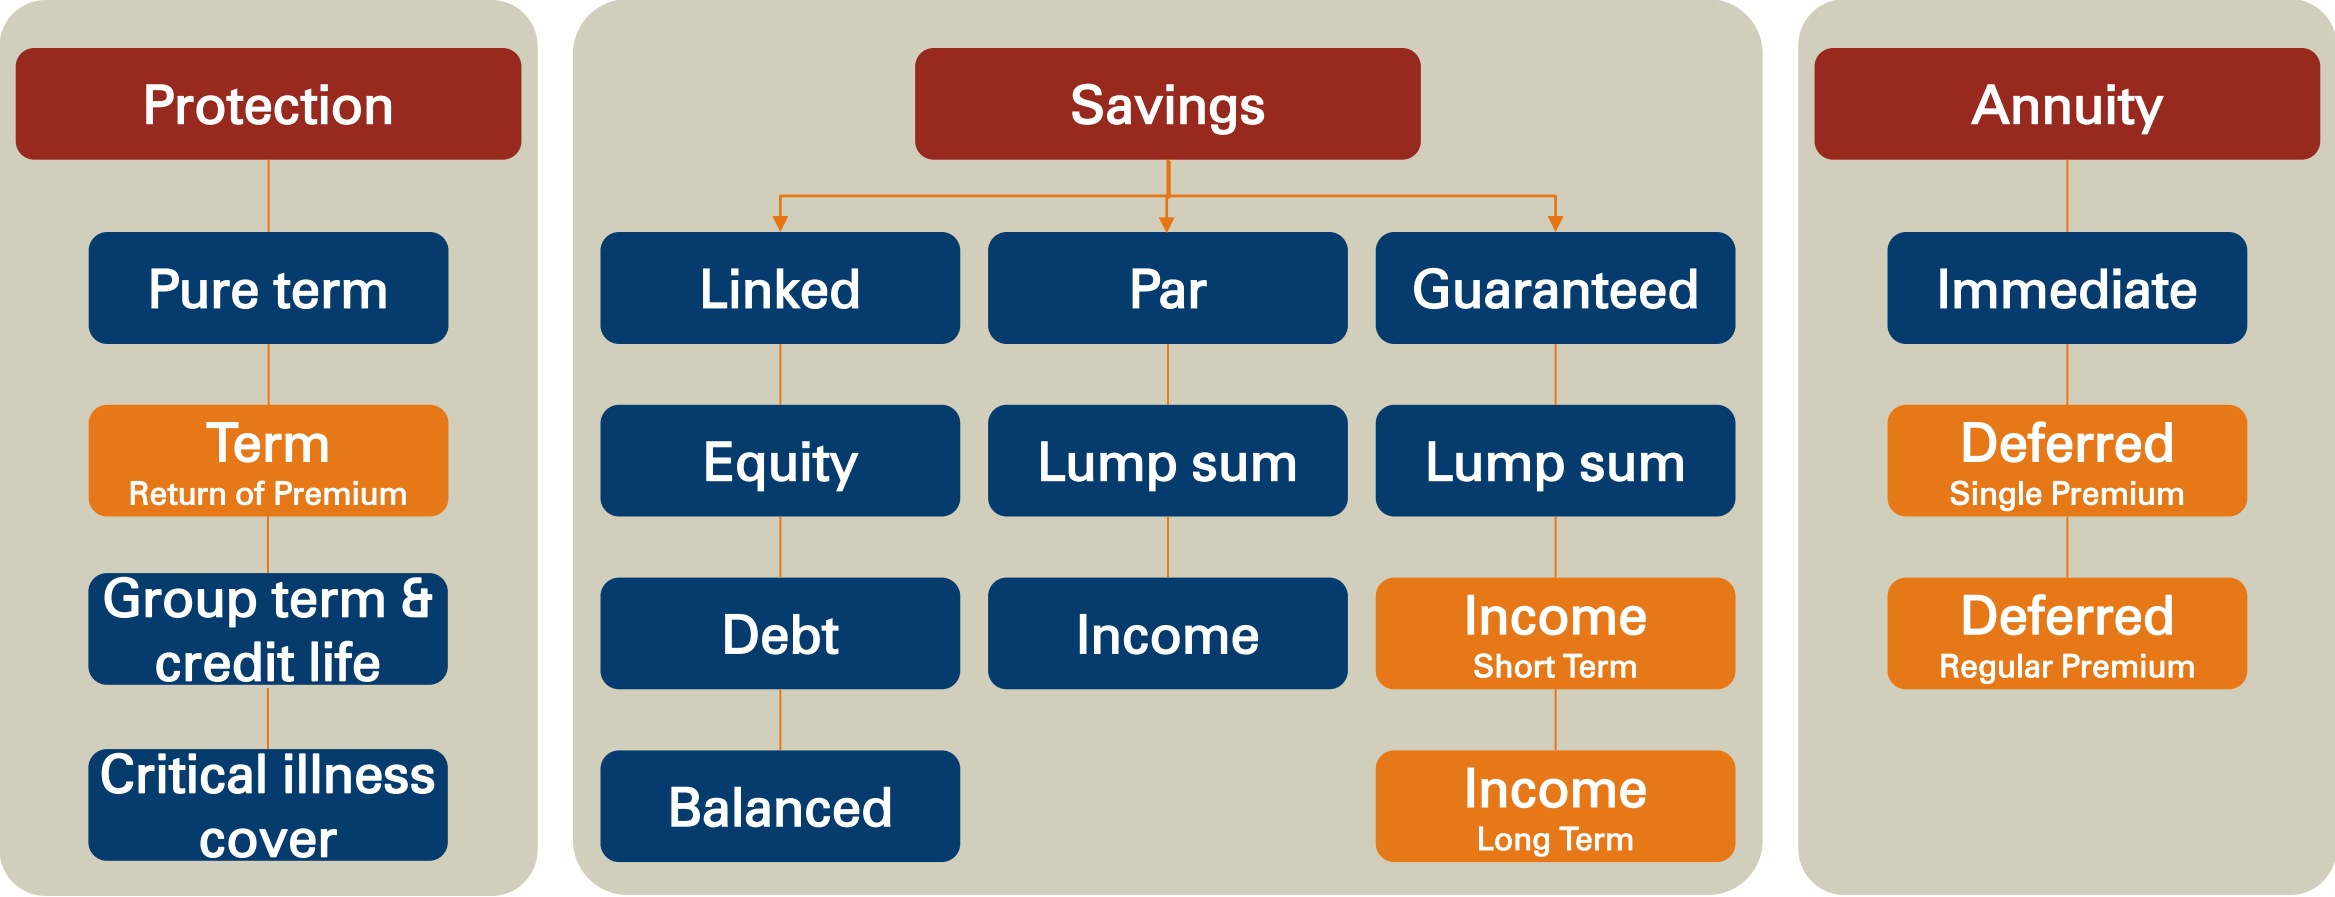 Protection
Pure term
Term
Return of Premium
Group term &
credit life
Critical illness
cover
Savings
Linked
Equity
Debt
Balanced
Par
Lump sum
Income
Guaranteed
Lump sum
Income
Short Term
Income
Long Term
Annuity
Immediate
Deferred
Single Premium
Deferred
Regular Premium